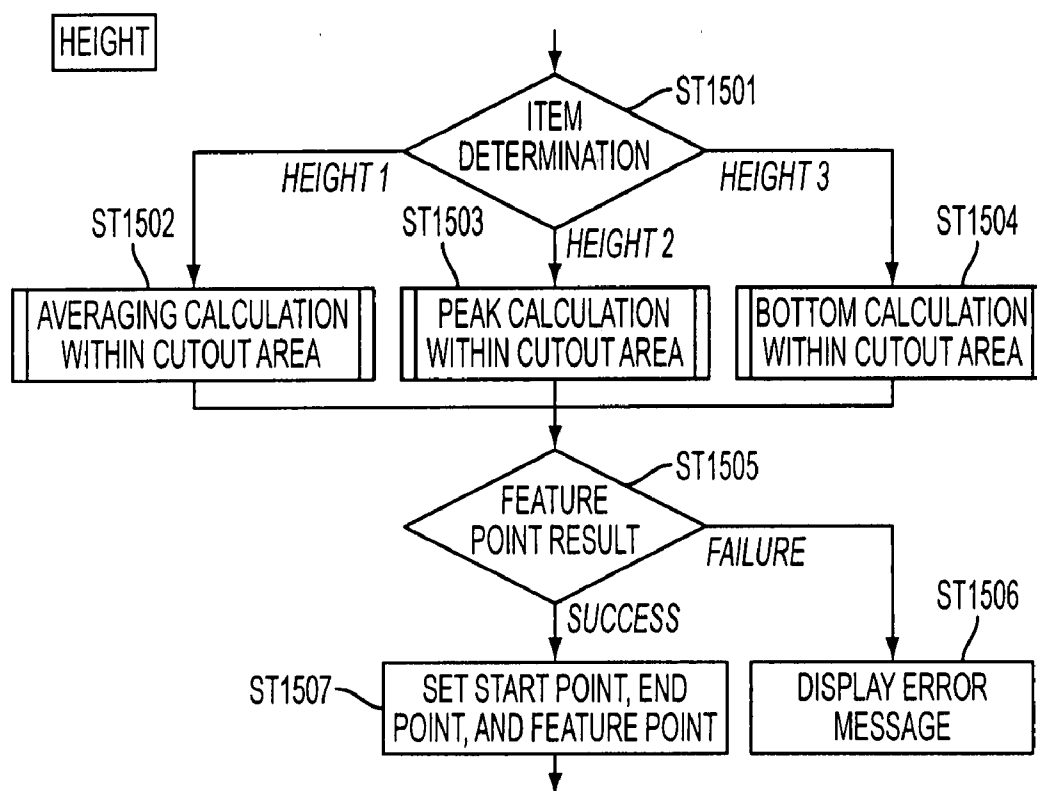 HEIGHT
ST1501
ITEM
DETERMINATION
HEIGHT 1
HEIGHT 3
ST1502
ST1503
HEIGHT 2
ST1504
AVERAGING CALCULATION
WITHIN CUTOUT AREA
PEAK CALCULATION
WITHIN CUTOUT AREA
BOTTOM CALCULATION
WITHIN CUTOUT AREA
ST1505
FEATURE
POINT RESULT
FAILURE
SUCCESS
ST1506
ST1507
SET START POINT, END
POINT, AND FEATURE POINT
DISPLAY ERROR
MESSAGE